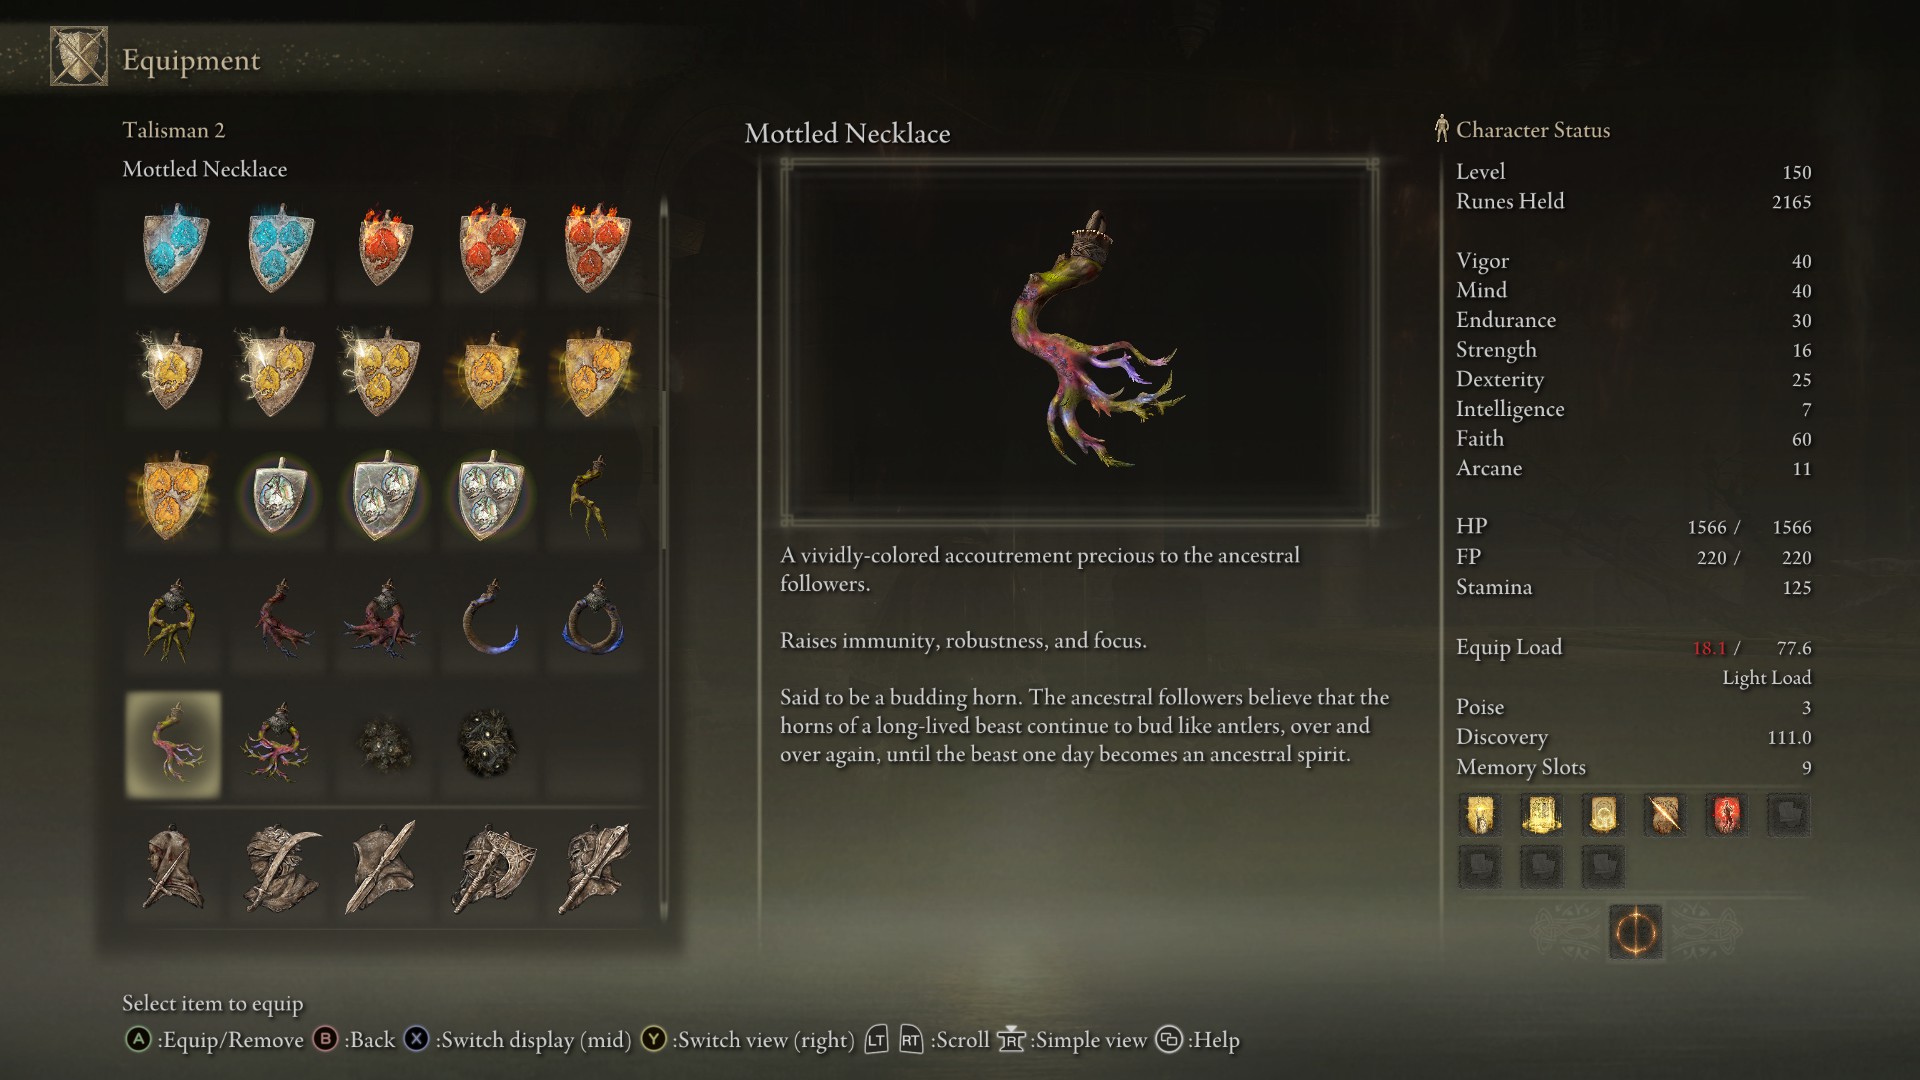 Equipment
Talisman 2
Mottled Necklace
Mottled Necklace
A vividly-colored accoutrement precious to the ancestral
followers.
Raises immunity, robustness, and focus.
Said to be a budding horn. The ancestral followers believe that the
horns of a long-lived beast continue to bud like antlers, over and
over again, until the beast one day becomes an ancestral spirit.
Character Status
Level 150
Runes Held 2165
Vigor 40
Mind 40
Endurance 30
Strength 16
Dexterity 25
Intelligence 7
Faith 60
Arcane 11
HP 1566 / 1566
FP 220 / 220
Stamina 125
Equip Load 18.1 / 77.6
Light Load
Poise 3
Discovery 111.0
Memory Slots 9
Select item to equip
A :Equip/Remove B :Back X :Switch display (mid) Y :Switch view (right) LT RT :Scroll R :Simple view :Help